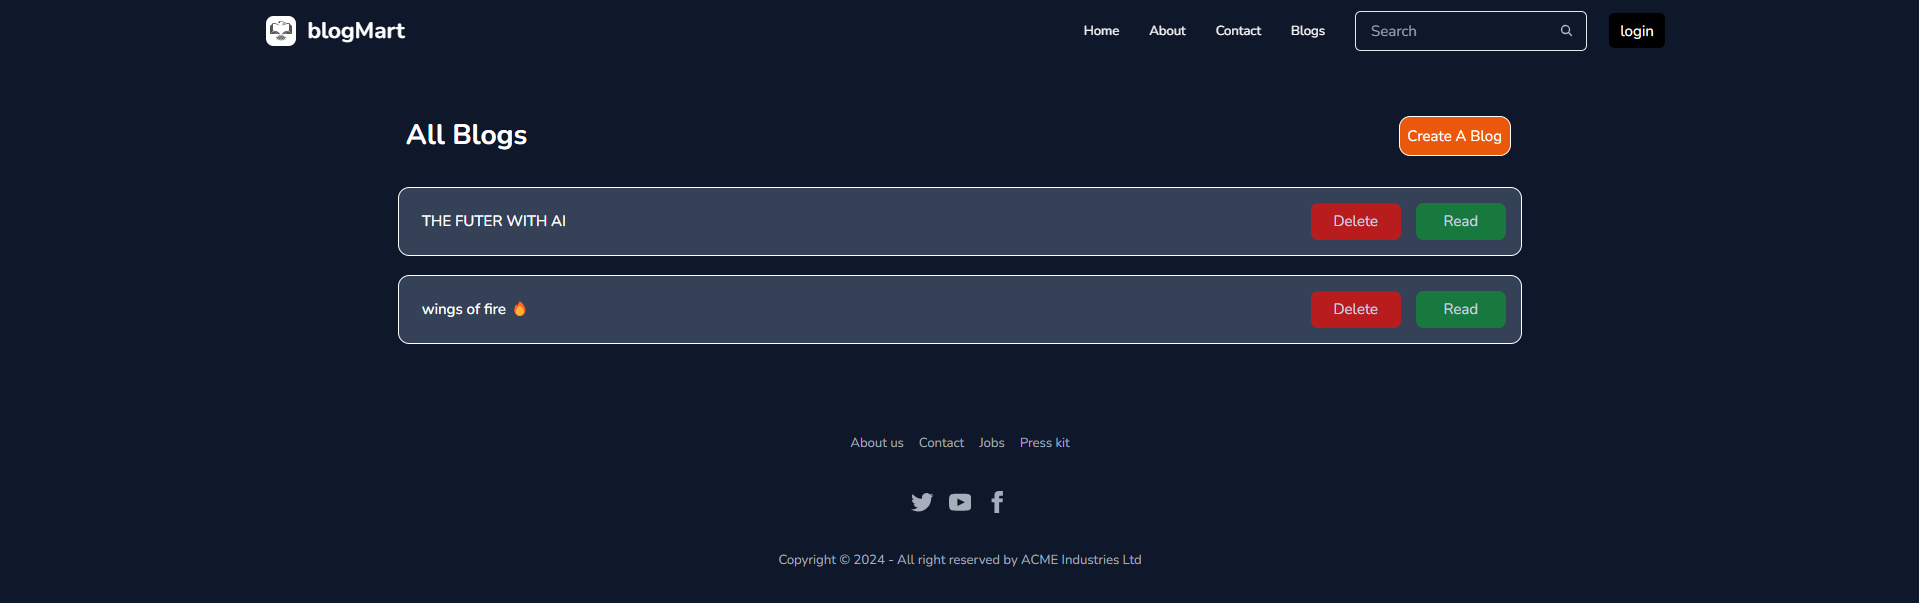 blogMart
Home About Contact Blogs Search login
All Blogs Create A Blog
THE FUTER WITH AI Delete Read
wings of fire 🔥 Delete Read
About us Contact Jobs Press kit
Copyright © 2024 - All right reserved by ACME Industries Ltd